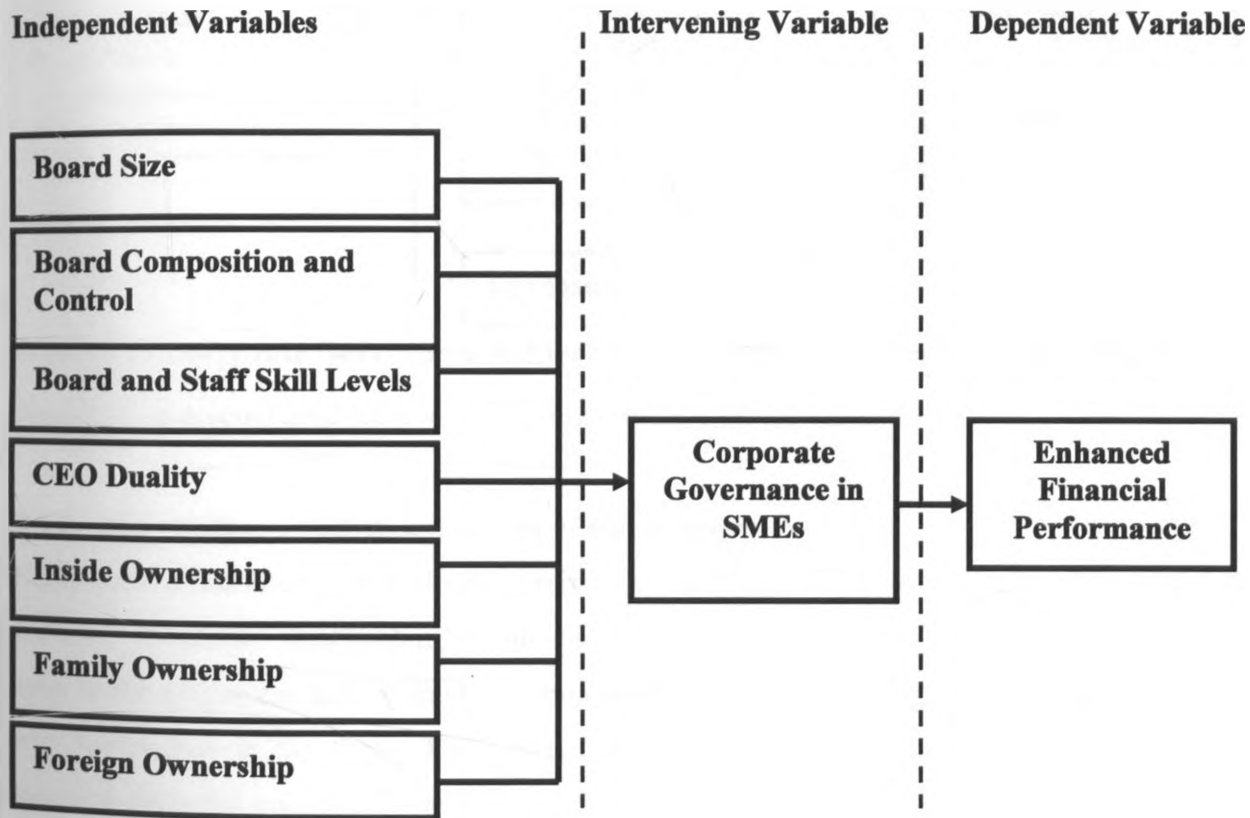 Independent Variables
Intervening Variable
Dependent Variable
Board Size
Board Composition and
Control
Board and Staff Skill Levels
CEO Duality
Inside Ownership
Family Ownership
Foreign Ownership
Corporate
Governance in
SMEs
Enhanced
Financial
Performance